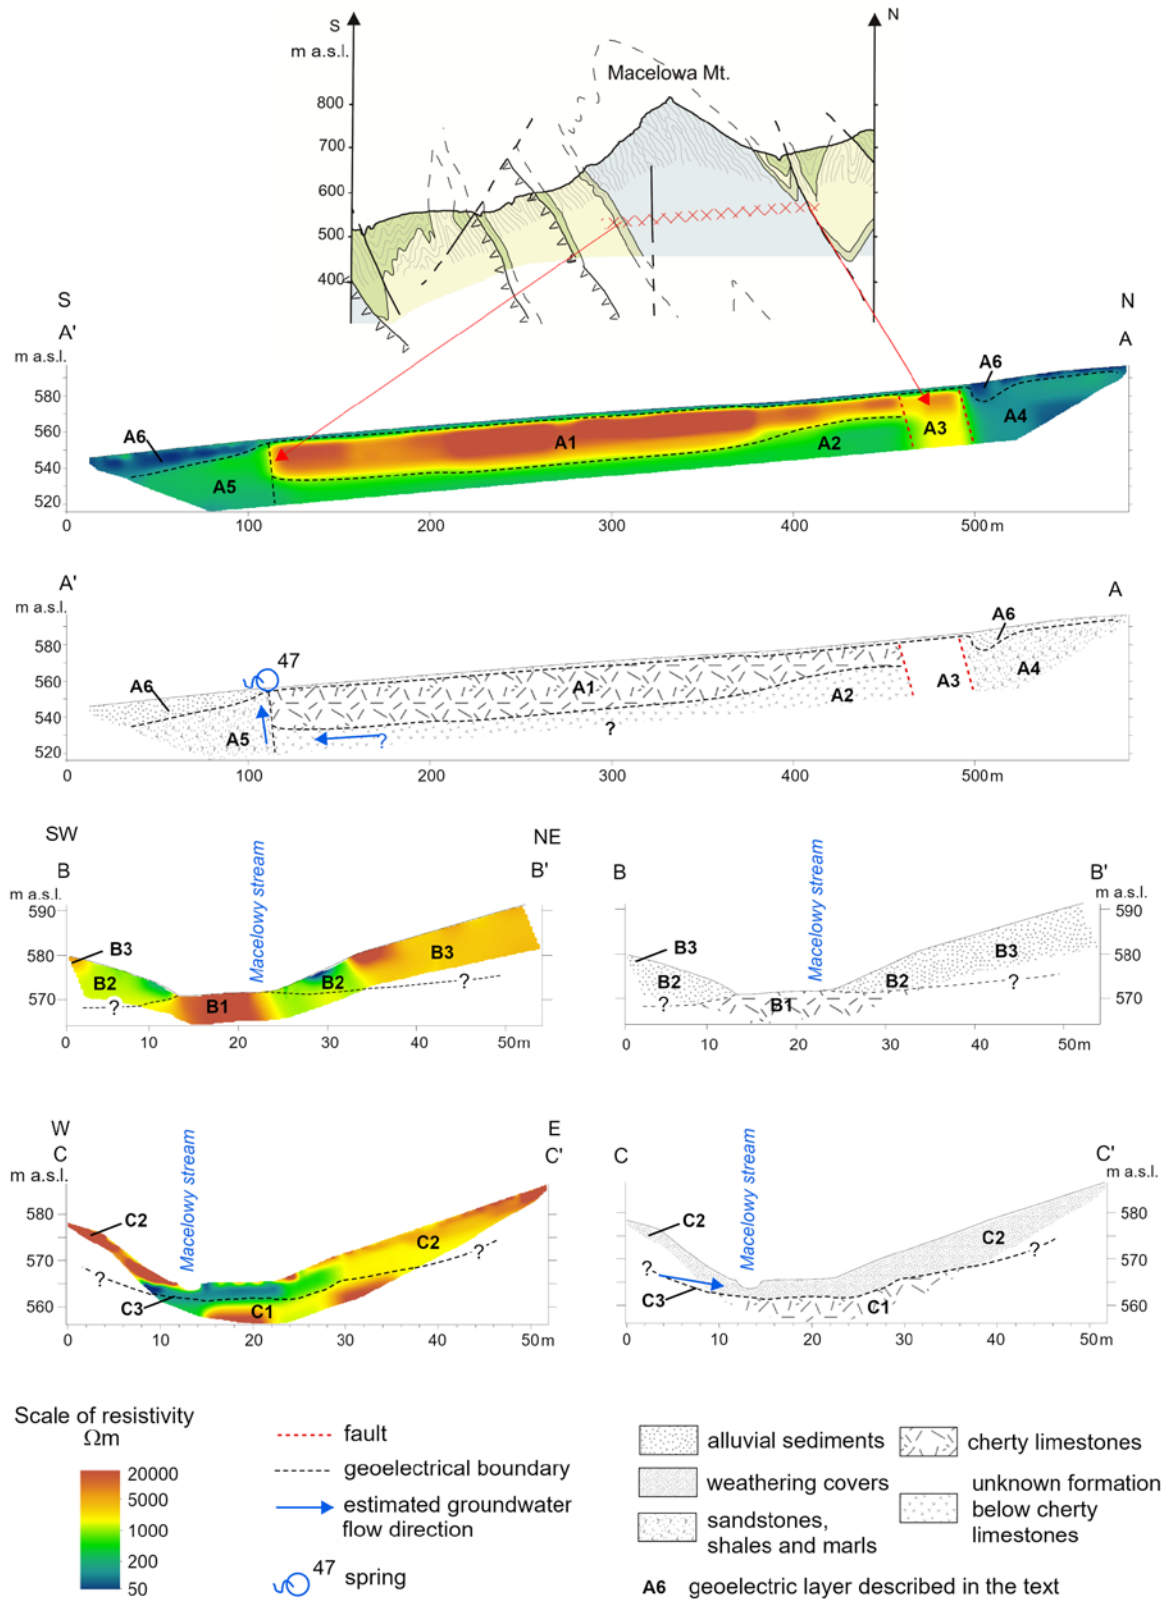 S
N
m a.s.l.
Macelowa Mt.
800
700
600
500
400
S
N
A'
A
m a.s.l.
A6
580
A6
A4
A3
560
A1
A2
540
A5
520
0 100 200 300 400 500 m
A'
A
m a.s.l.
A6
580
47
A4
A6
A1
A3
560
A2
540
A5
?
?
520
0 100 200 300 400 500 m
SW
NE
B
B'
m a.s.l.
Macelowy stream
590
B3
B3
580
B2
B2
?
?
570
B1
0 10 20 30 40 50 m
B
B'
m a.s.l.
Macelowy stream
590
B3
B3
580
B2
B2
?
?
570
B1
0 10 20 30 40 50 m
W
E
C
C'
m a.s.l.
Macelowy stream
580
C2
C2
?
570
?
C3
C1
560
0 10 20 30 40 50 m
C
C'
m a.s.l.
Macelowy stream
580
C2
C2
?
?
570
C3
C1
560
0 10 20 30 40 50 m
Scale of resistivity
Ωm
20000
5000
1000
200
50
fault
geoelectrical boundary
estimated groundwater
flow direction
47 spring
alluvial sediments
weathering covers
sandstones,
shales and marls
cherty limestones
unknown formation
below cherty
limestones
A6 geoelectric layer described in the text